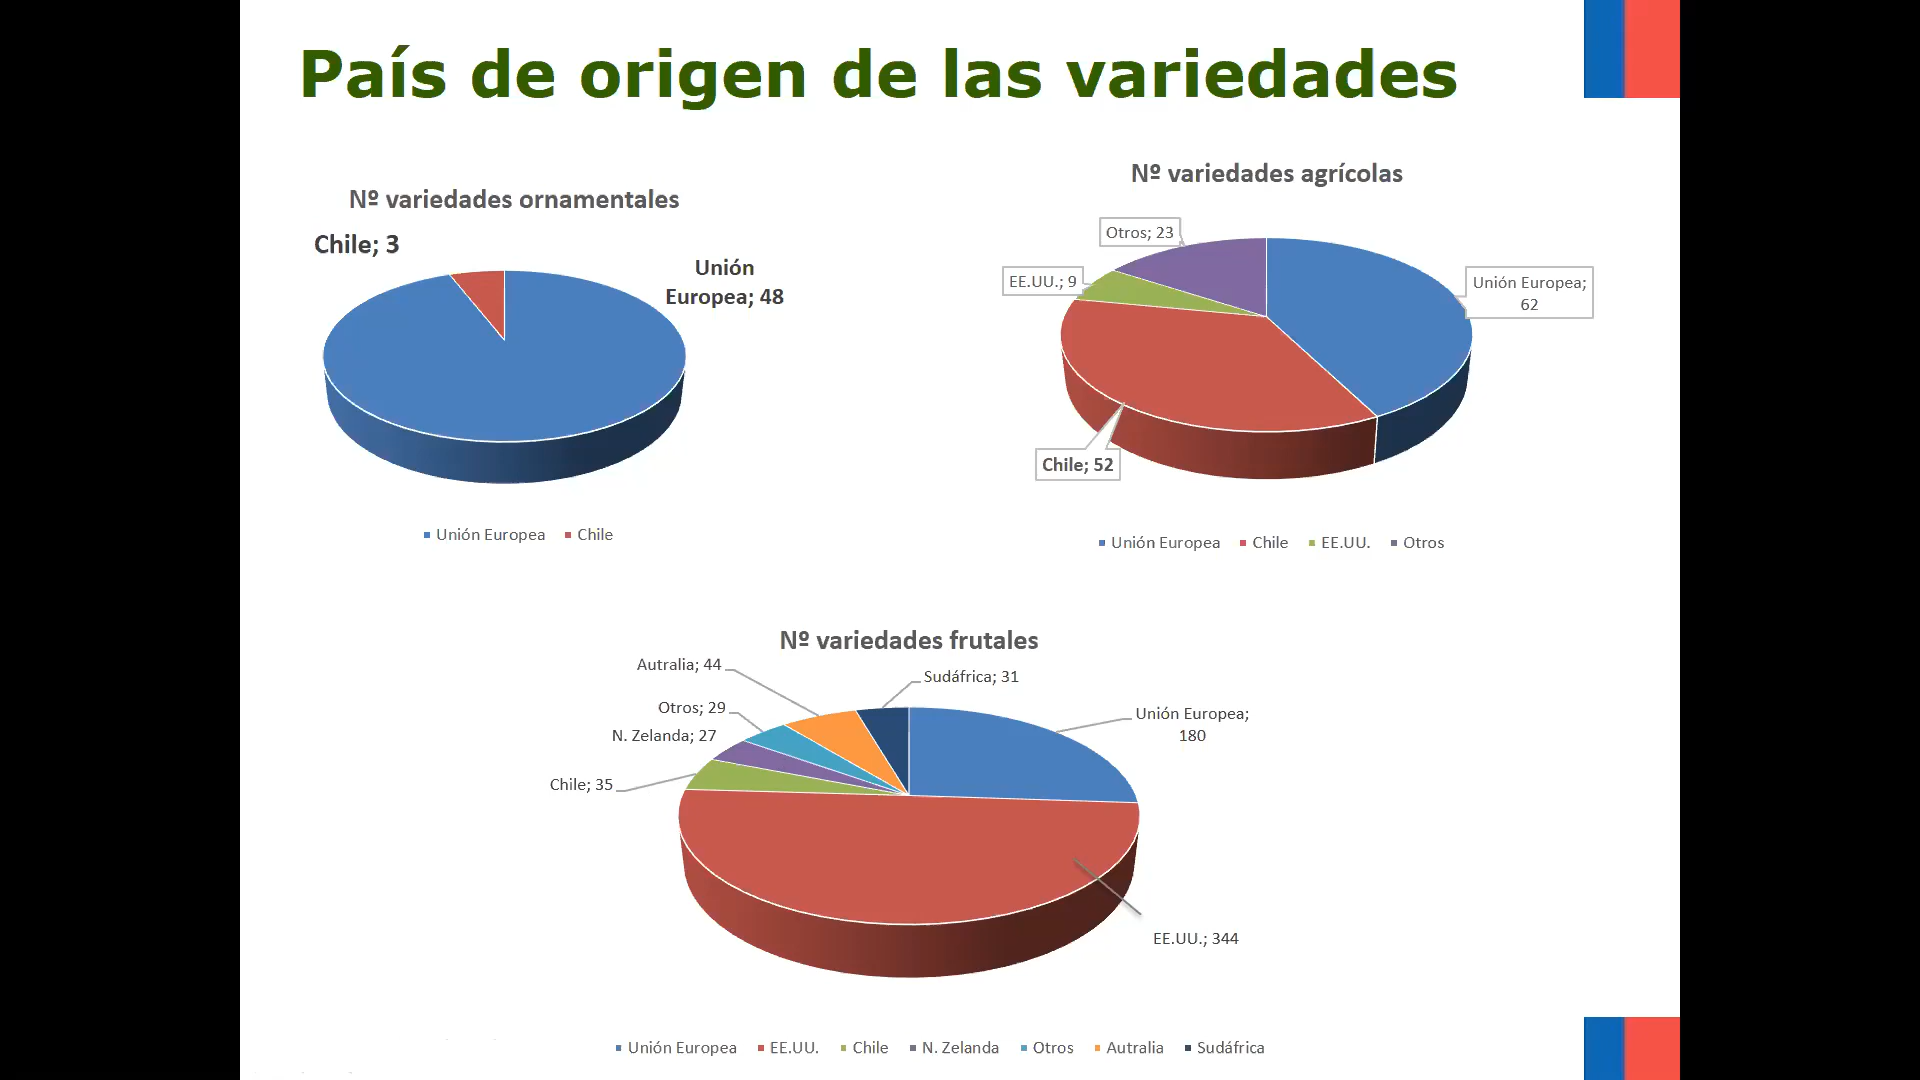 País de origen de las variedades
Nº variedades ornamentales
Chile; 3
Unión
Europea; 48
Unión Europea
Chile
Nº variedades agrícolas
Otros; 23
EE.UU.; 9
Unión Europea;
62
Chile; 52
Unión Europea
Chile
EE.UU.
Otros
Nº variedades frutales
Autralia; 44
Sudáfrica; 31
Otros; 29
Unión Europea;
180
N. Zelanda; 27
Chile; 35
EE.UU.; 344
Unión Europea
EE.UU.
Chile
N. Zelanda
Otros
Autralia
Sudáfrica